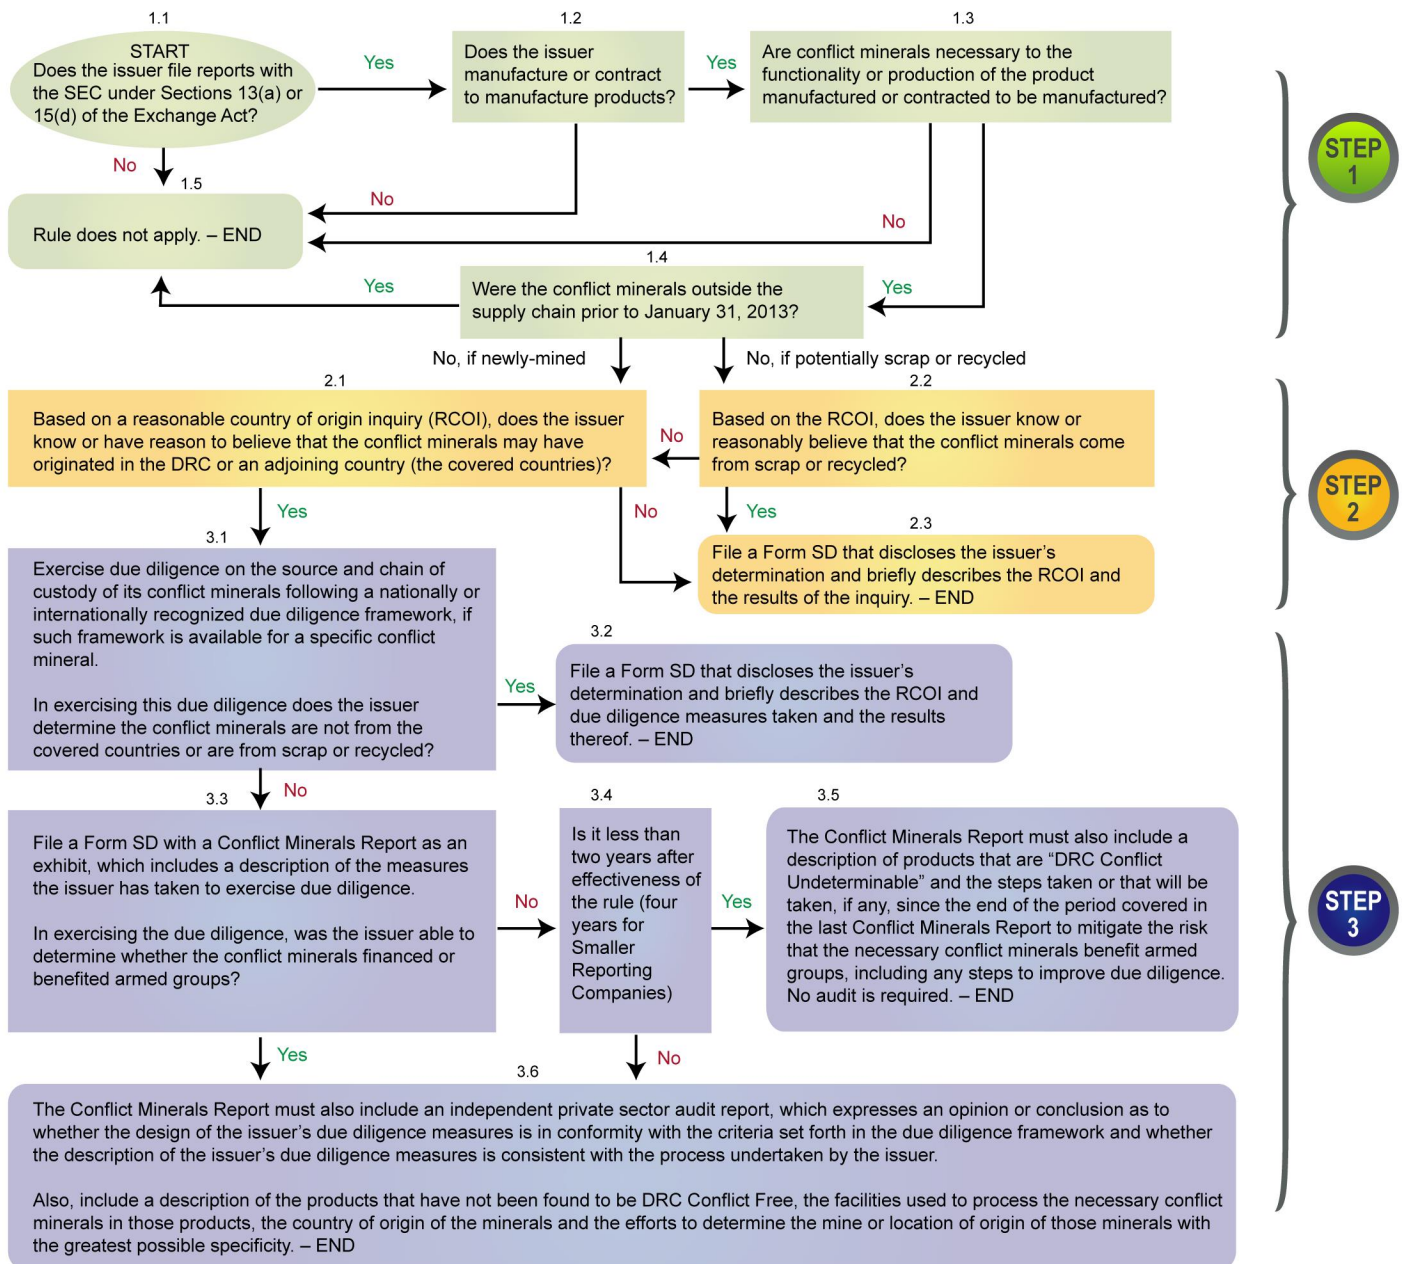 1.1
START
Does the issuer file reports with
the SEC under Sections 13(a) or
15(d) of the Exchange Act?
Yes
1.2
Does the issuer
manufacture or contract
to manufacture products?
Yes
1.3
Are conflict minerals necessary to the
functionality or production of the product
manufactured or contracted to be manufactured?
STEP
1
No
1.5
Rule does not apply. – END
No
No
1.4
Were the conflict minerals outside the
supply chain prior to January 31, 2013?
Yes
Yes
No, if newly-mined
No, if potentially scrap or recycled
2.1
Based on a reasonable country of origin inquiry (RCOI), does the issuer
know or have reason to believe that the conflict minerals may have
originated in the DRC or an adjoining country (the covered countries)?
No
2.2
Based on the RCOI, does the issuer know or
reasonably believe that the conflict minerals come
from scrap or recycled?
STEP
2
Yes
No
Yes
2.3
File a Form SD that discloses the issuer’s
determination and briefly describes the RCOI and
the results of the inquiry. – END
3.1
Exercise due diligence on the source and chain of
custody of its conflict minerals following a nationally or
internationally recognized due diligence framework, if
such framework is available for a specific conflict
mineral.
In exercising this due diligence does the issuer
determine the conflict minerals are not from the
covered countries or are from scrap or recycled?
Yes
3.2
File a Form SD that discloses the issuer’s
determination and briefly describes the RCOI and
due diligence measures taken and the results
thereof. – END
No
3.3
File a Form SD with a Conflict Minerals Report as an
exhibit, which includes a description of the measures
the issuer has taken to exercise due diligence.
In exercising the due diligence, was the issuer able to
determine whether the conflict minerals financed or
benefited armed groups?
No
3.4
Is it less than
two years after
effectiveness of
the rule (four
years for
Smaller
Reporting
Companies)
Yes
3.5
The Conflict Minerals Report must also include a
description of products that are “DRC Conflict
Undeterminable” and the steps taken or that will be
taken, if any, since the end of the period covered in
the last Conflict Minerals Report to mitigate the risk
that the necessary conflict minerals benefit armed
groups, including any steps to improve due diligence.
No audit is required. – END
STEP
3
Yes
No
3.6
The Conflict Minerals Report must also include an independent private sector audit report, which expresses an opinion or conclusion as to
whether the design of the issuer’s due diligence measures is in conformity with the criteria set forth in the due diligence framework and whether
the description of the issuer’s due diligence measures is consistent with the process undertaken by the issuer.
Also, include a description of the products that have not been found to be DRC Conflict Free, the facilities used to process the necessary conflict
minerals in those products, the country of origin of the minerals and the efforts to determine the mine or location of origin of those minerals with
the greatest possible specificity. – END